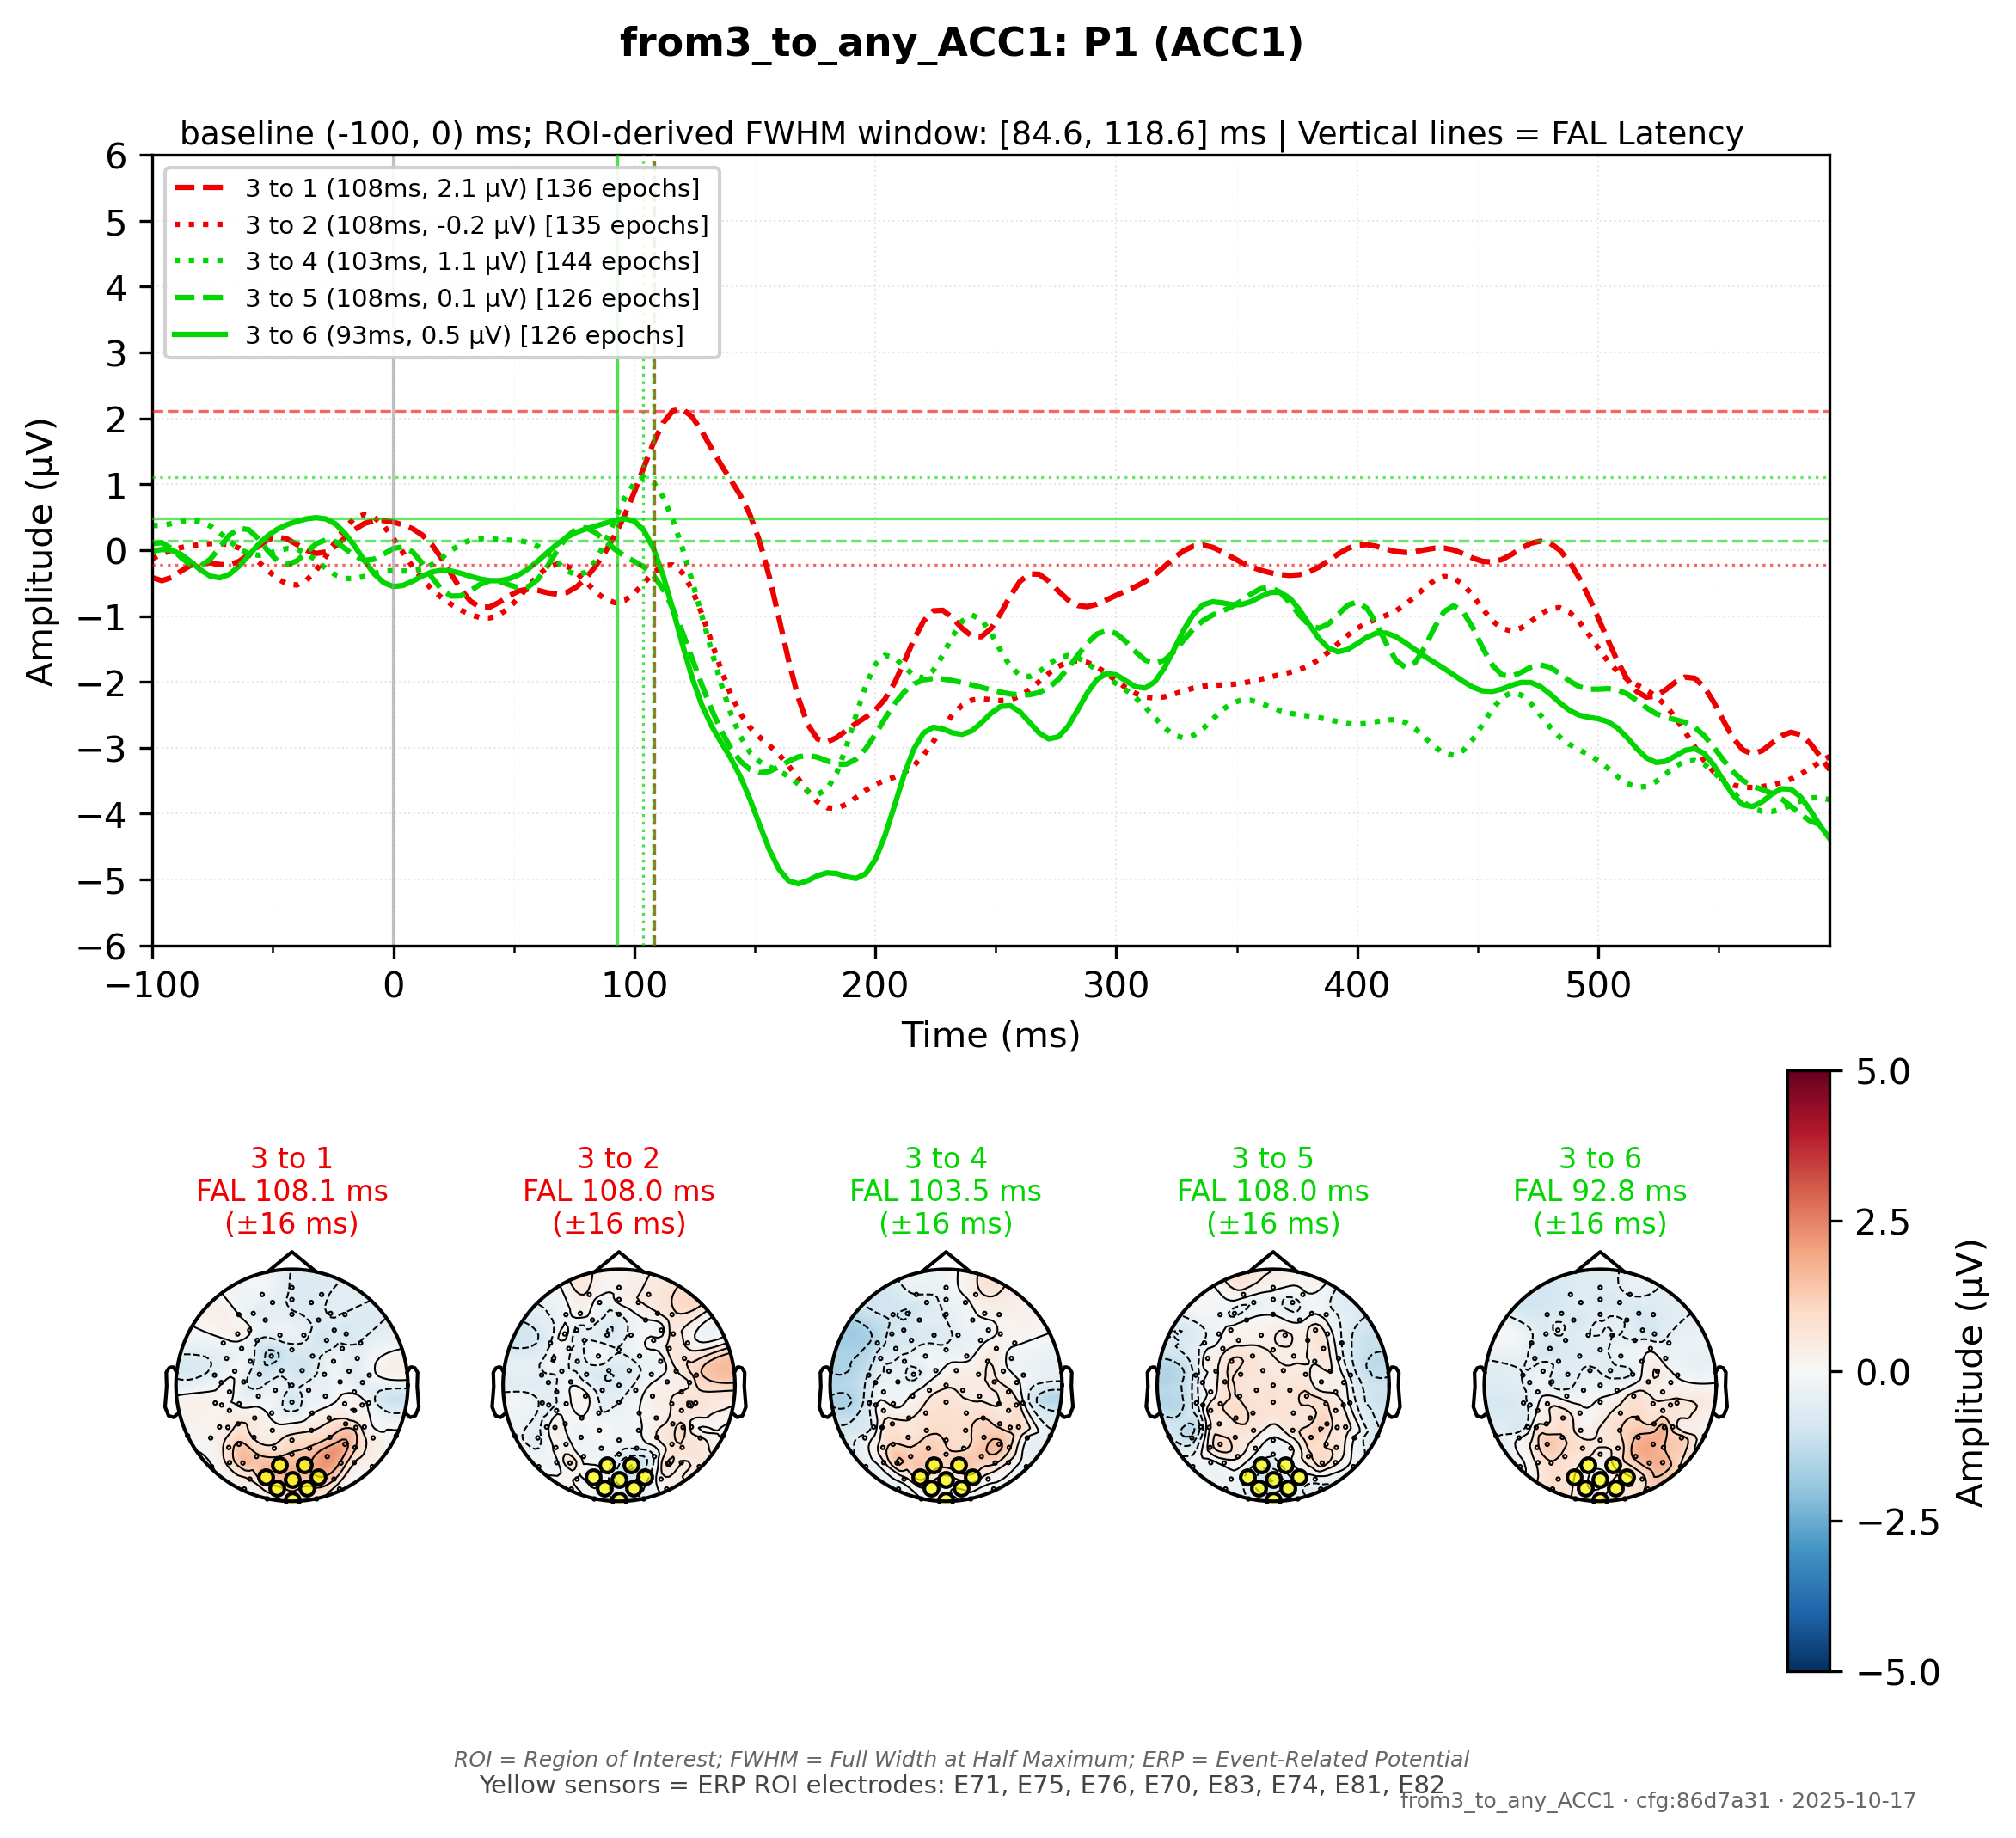 from3_to_any_ACC1: P1 (ACC1)
baseline (-100, 0) ms; ROI-derived FWHM window: [84.6, 118.6] ms | Vertical lines = FAL Latency
3 to 1 (108ms, 2.1 µV) [136 epochs]
3 to 2 (108ms, -0.2 µV) [135 epochs]
3 to 4 (103ms, 1.1 µV) [144 epochs]
3 to 5 (108ms, 0.1 µV) [126 epochs]
3 to 6 (93ms, 0.5 µV) [126 epochs]
Amplitude (µV)
6
5
4
3
2
1
0
−1
−2
−3
−4
−5
−6
−100 0 100 200 300 400 500
Time (ms)
3 to 1
FAL 108.1 ms
(±16 ms)
3 to 2
FAL 108.0 ms
(±16 ms)
3 to 4
FAL 103.5 ms
(±16 ms)
3 to 5
FAL 108.0 ms
(±16 ms)
3 to 6
FAL 92.8 ms
(±16 ms)
5.0
2.5
0.0
−2.5
−5.0
Amplitude (µV)
ROI = Region of Interest; FWHM = Full Width at Half Maximum; ERP = Event-Related Potential
Yellow sensors = ERP ROI electrodes: E71, E75, E76, E70, E83, E74, E81, E82
from3_to_any_ACC1 · cfg:86d7a31 · 2025-10-17